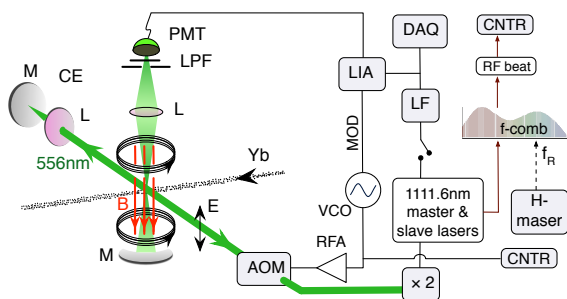 PMT
LPF
M
CE
L
L
556nm
Yb
B
E
M
AOM
RFA
VCO
MOD
LIA
DAQ
LF
1111.6nm
master &
slave lasers
× 2
CNTR
CNTR
RF beat
f-comb
fR
H-
maser